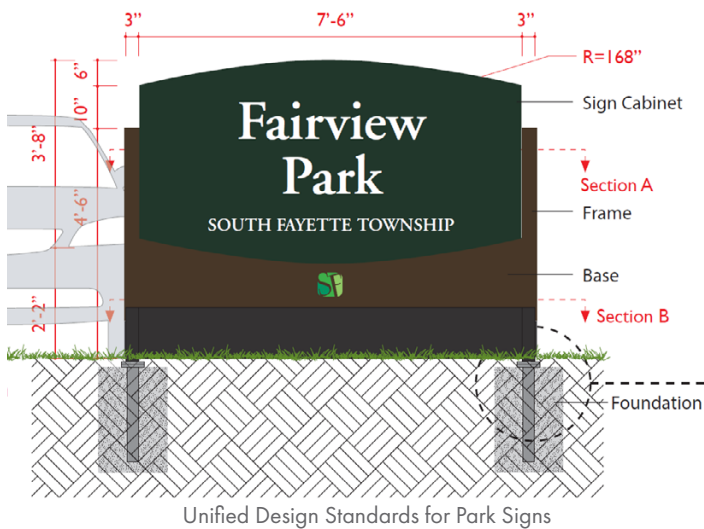 3” 7’-6” 3”
R=168”
6”
10”
3’-8”
4’-6”
2’-2”
Fairview
Park
SOUTH FAYETTE TOWNSHIP
SF
Sign Cabinet
Section A
Frame
Base
Section B
Foundation
Unified Design Standards for Park Signs